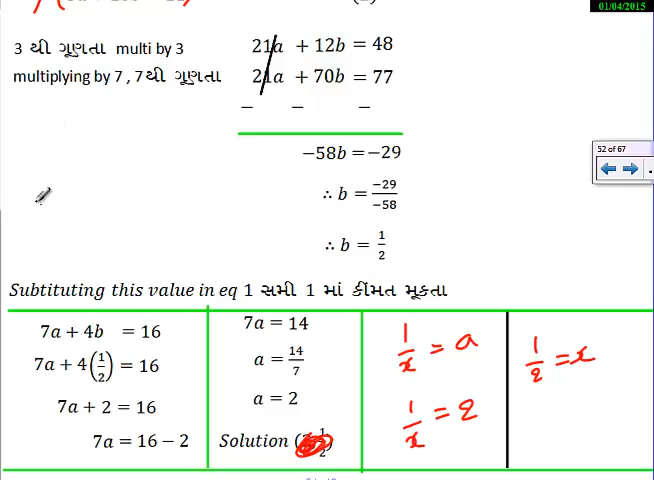 01/04/2015
3 થી ગૂણતા multi by 3
21a + 12b = 48
multiplying by 7 , 7થી ગૂણતા
21a + 70b = 77
− − −
−58b = −29
52 of 67
∴ b = −29/−58
∴ b = 1/2
Subtituting this value in eq 1 સમી 1 માં કીંમત મૂકતા
7a + 4b = 16
7a + 4(1/2) = 16
7a + 2 = 16
7a = 16 − 2
7a = 14
a = 14/7
a = 2
Solution
1/x = a
1/x = 2
1/2 = x